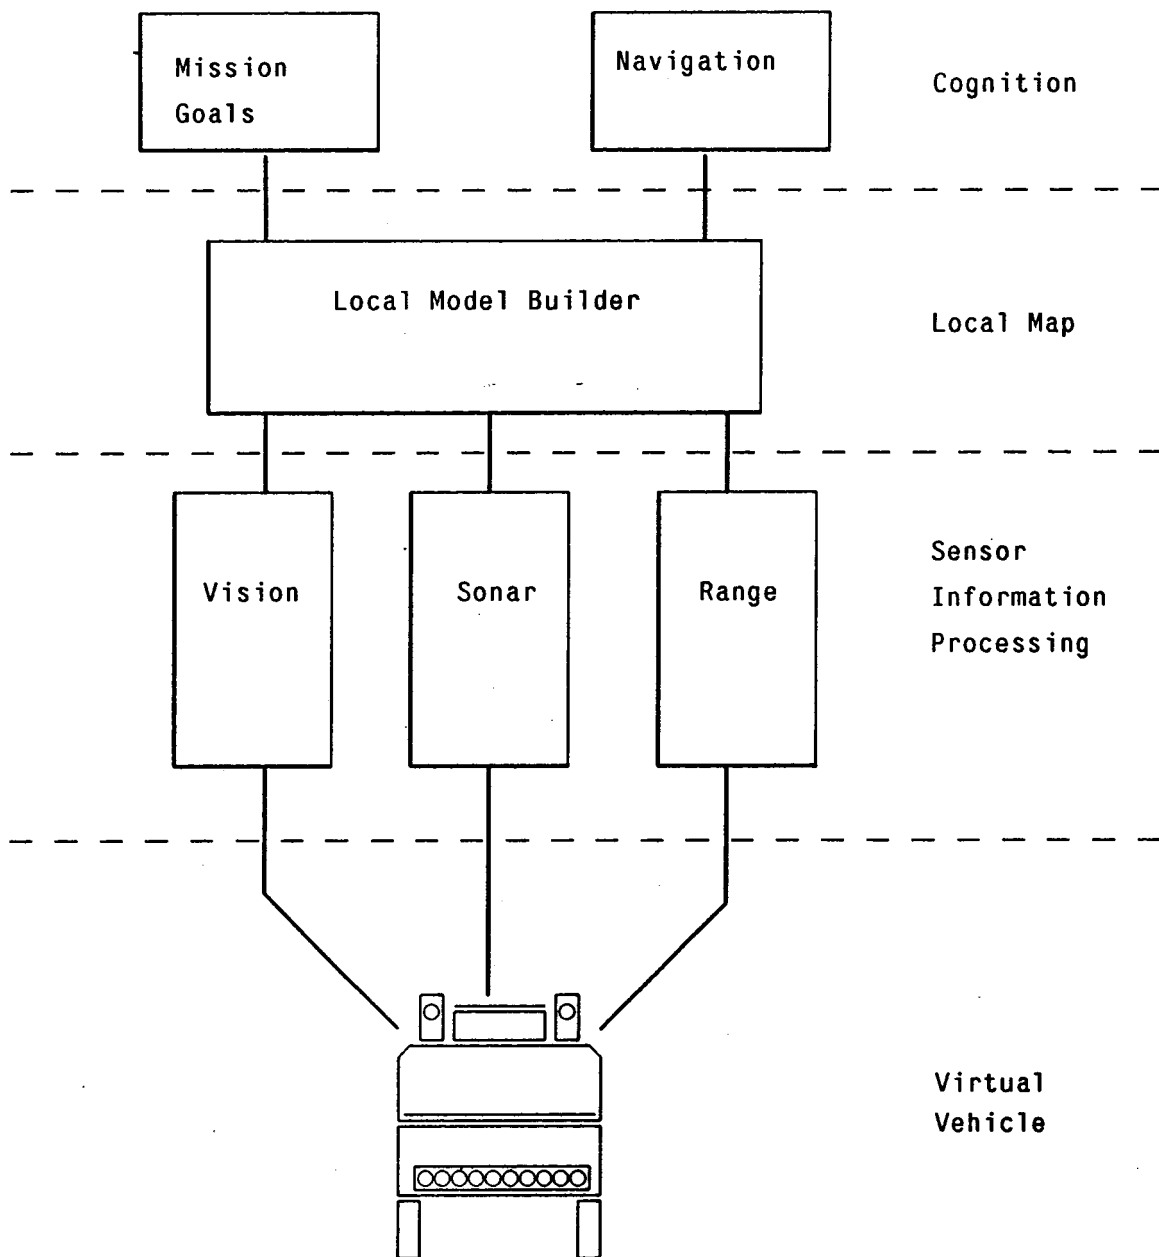 Mission
Goals
Navigation
Cognition
Local Model Builder
Local Map
Vision
Sonar
Range
Sensor
Information
Processing
Virtual
Vehicle